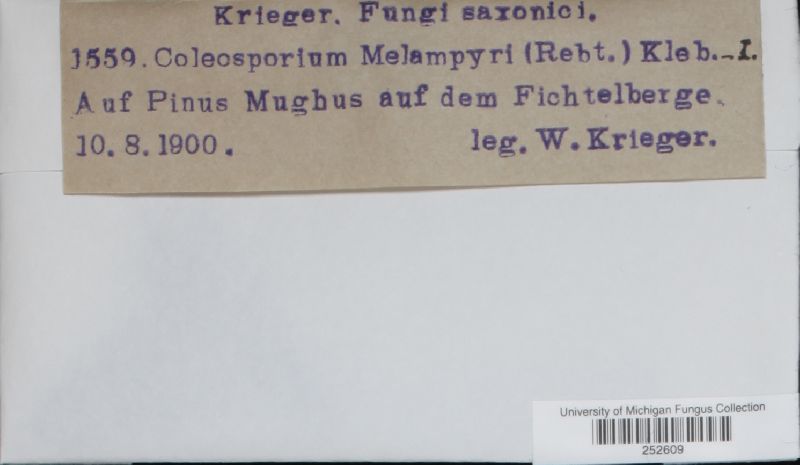 Krieger. Fungi saxonici.
1559. Coleosporium Melampyri (Rebt.) Kleb.-I.
Auf Pinus Mughus auf dem Fichtelberge.
10. 8. 1900. leg. W. Krieger.
University of Michigan Fungus Collection
252609